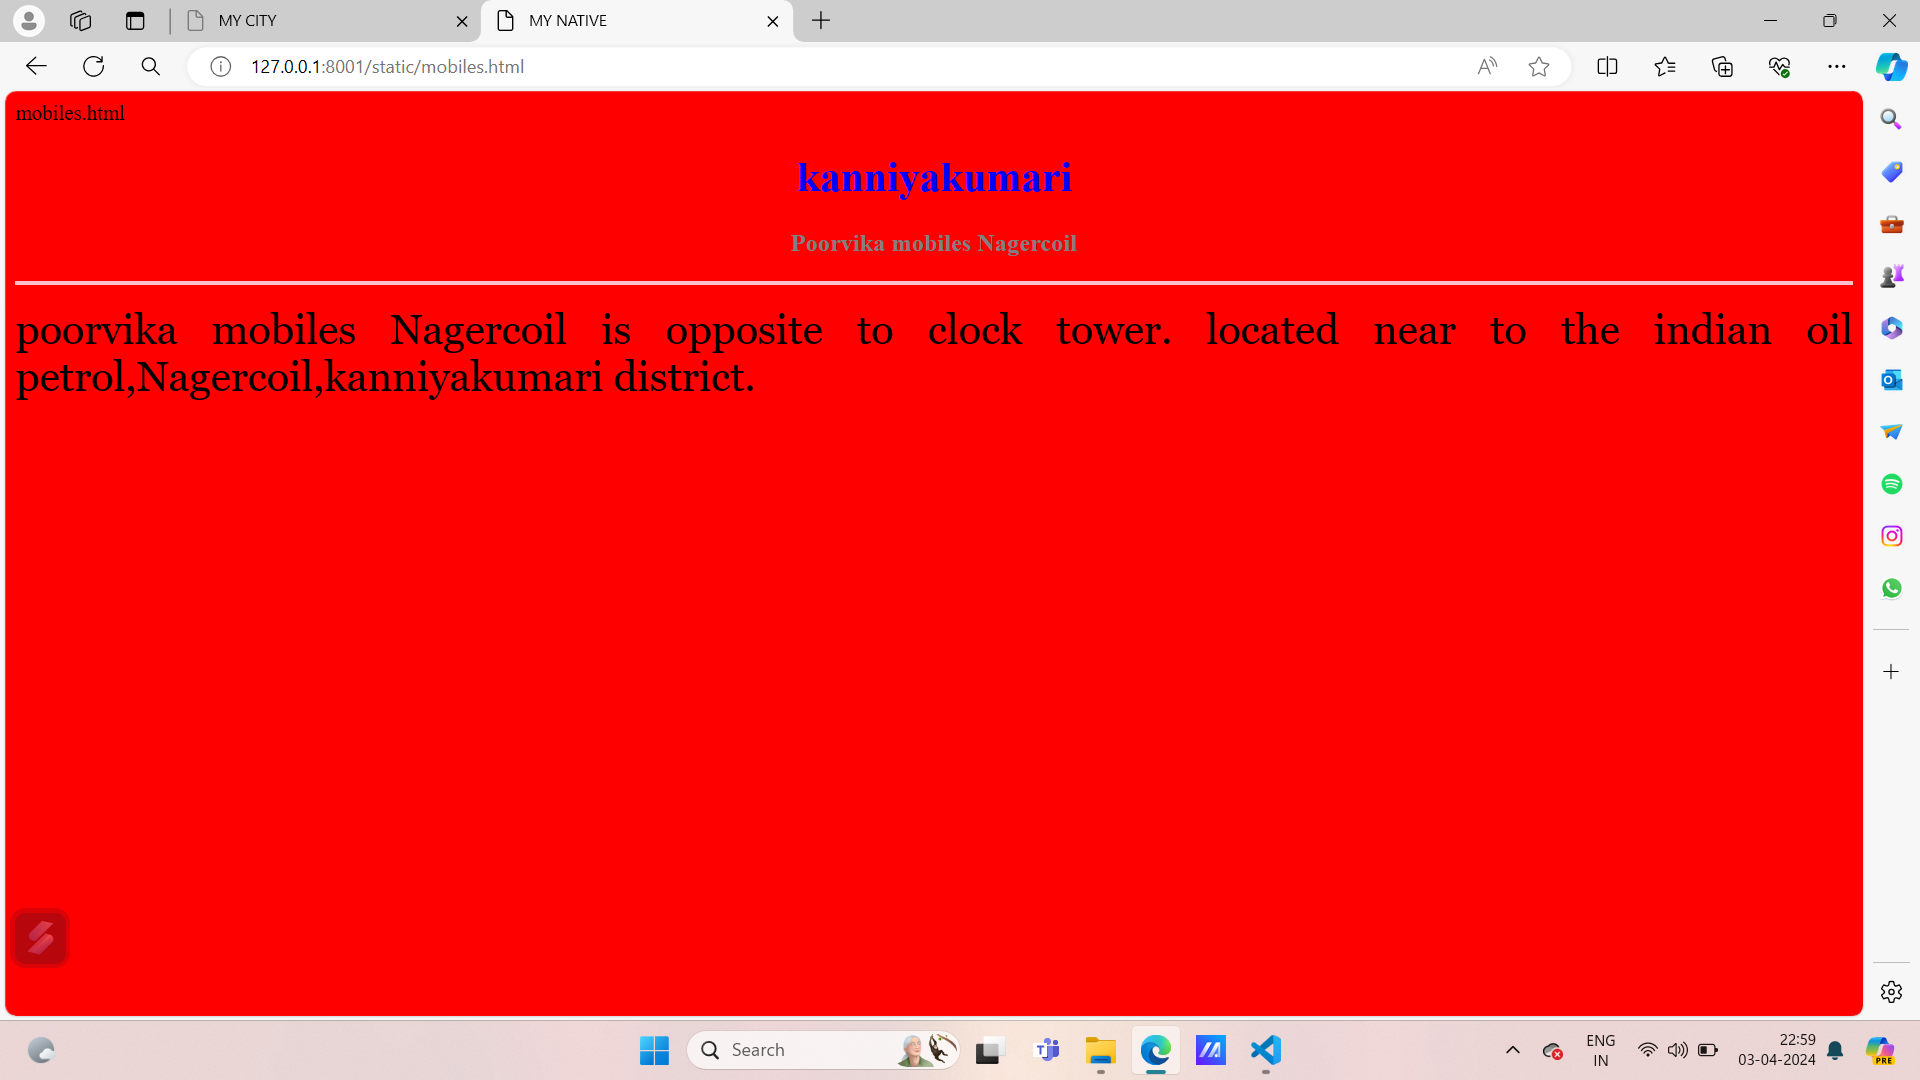 MY CITY
MY NATIVE
127.0.0.1:8001/static/mobiles.html
mobiles.html
kanniyakumari
Poorvika mobiles Nagercoil
poorvika mobiles Nagercoil is opposite to clock tower. located near to the indian oil
petrol,Nagercoil,kanniyakumari district.
Search
ENG
IN
22:59
03-04-2024
PRE